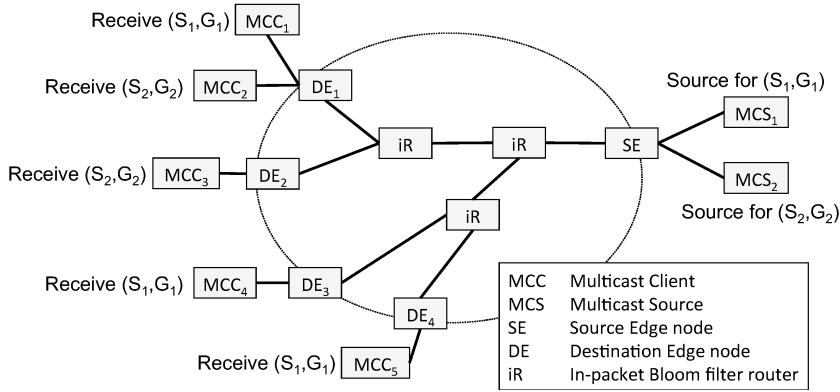 Receive (S1,G1) MCC1
Receive (S2,G2) MCC2 DE1
Source for (S1,G1)
MCS1
iR iR SE
Receive (S2,G2) MCC3 DE2
MCS2
Source for (S2,G2)
iR
Receive (S1,G1) MCC4 DE3
DE4
Receive (S1,G1) MCC5
MCC Multicast Client
MCS Multicast Source
SE Source Edge node
DE Destination Edge node
iR In-packet Bloom filter router